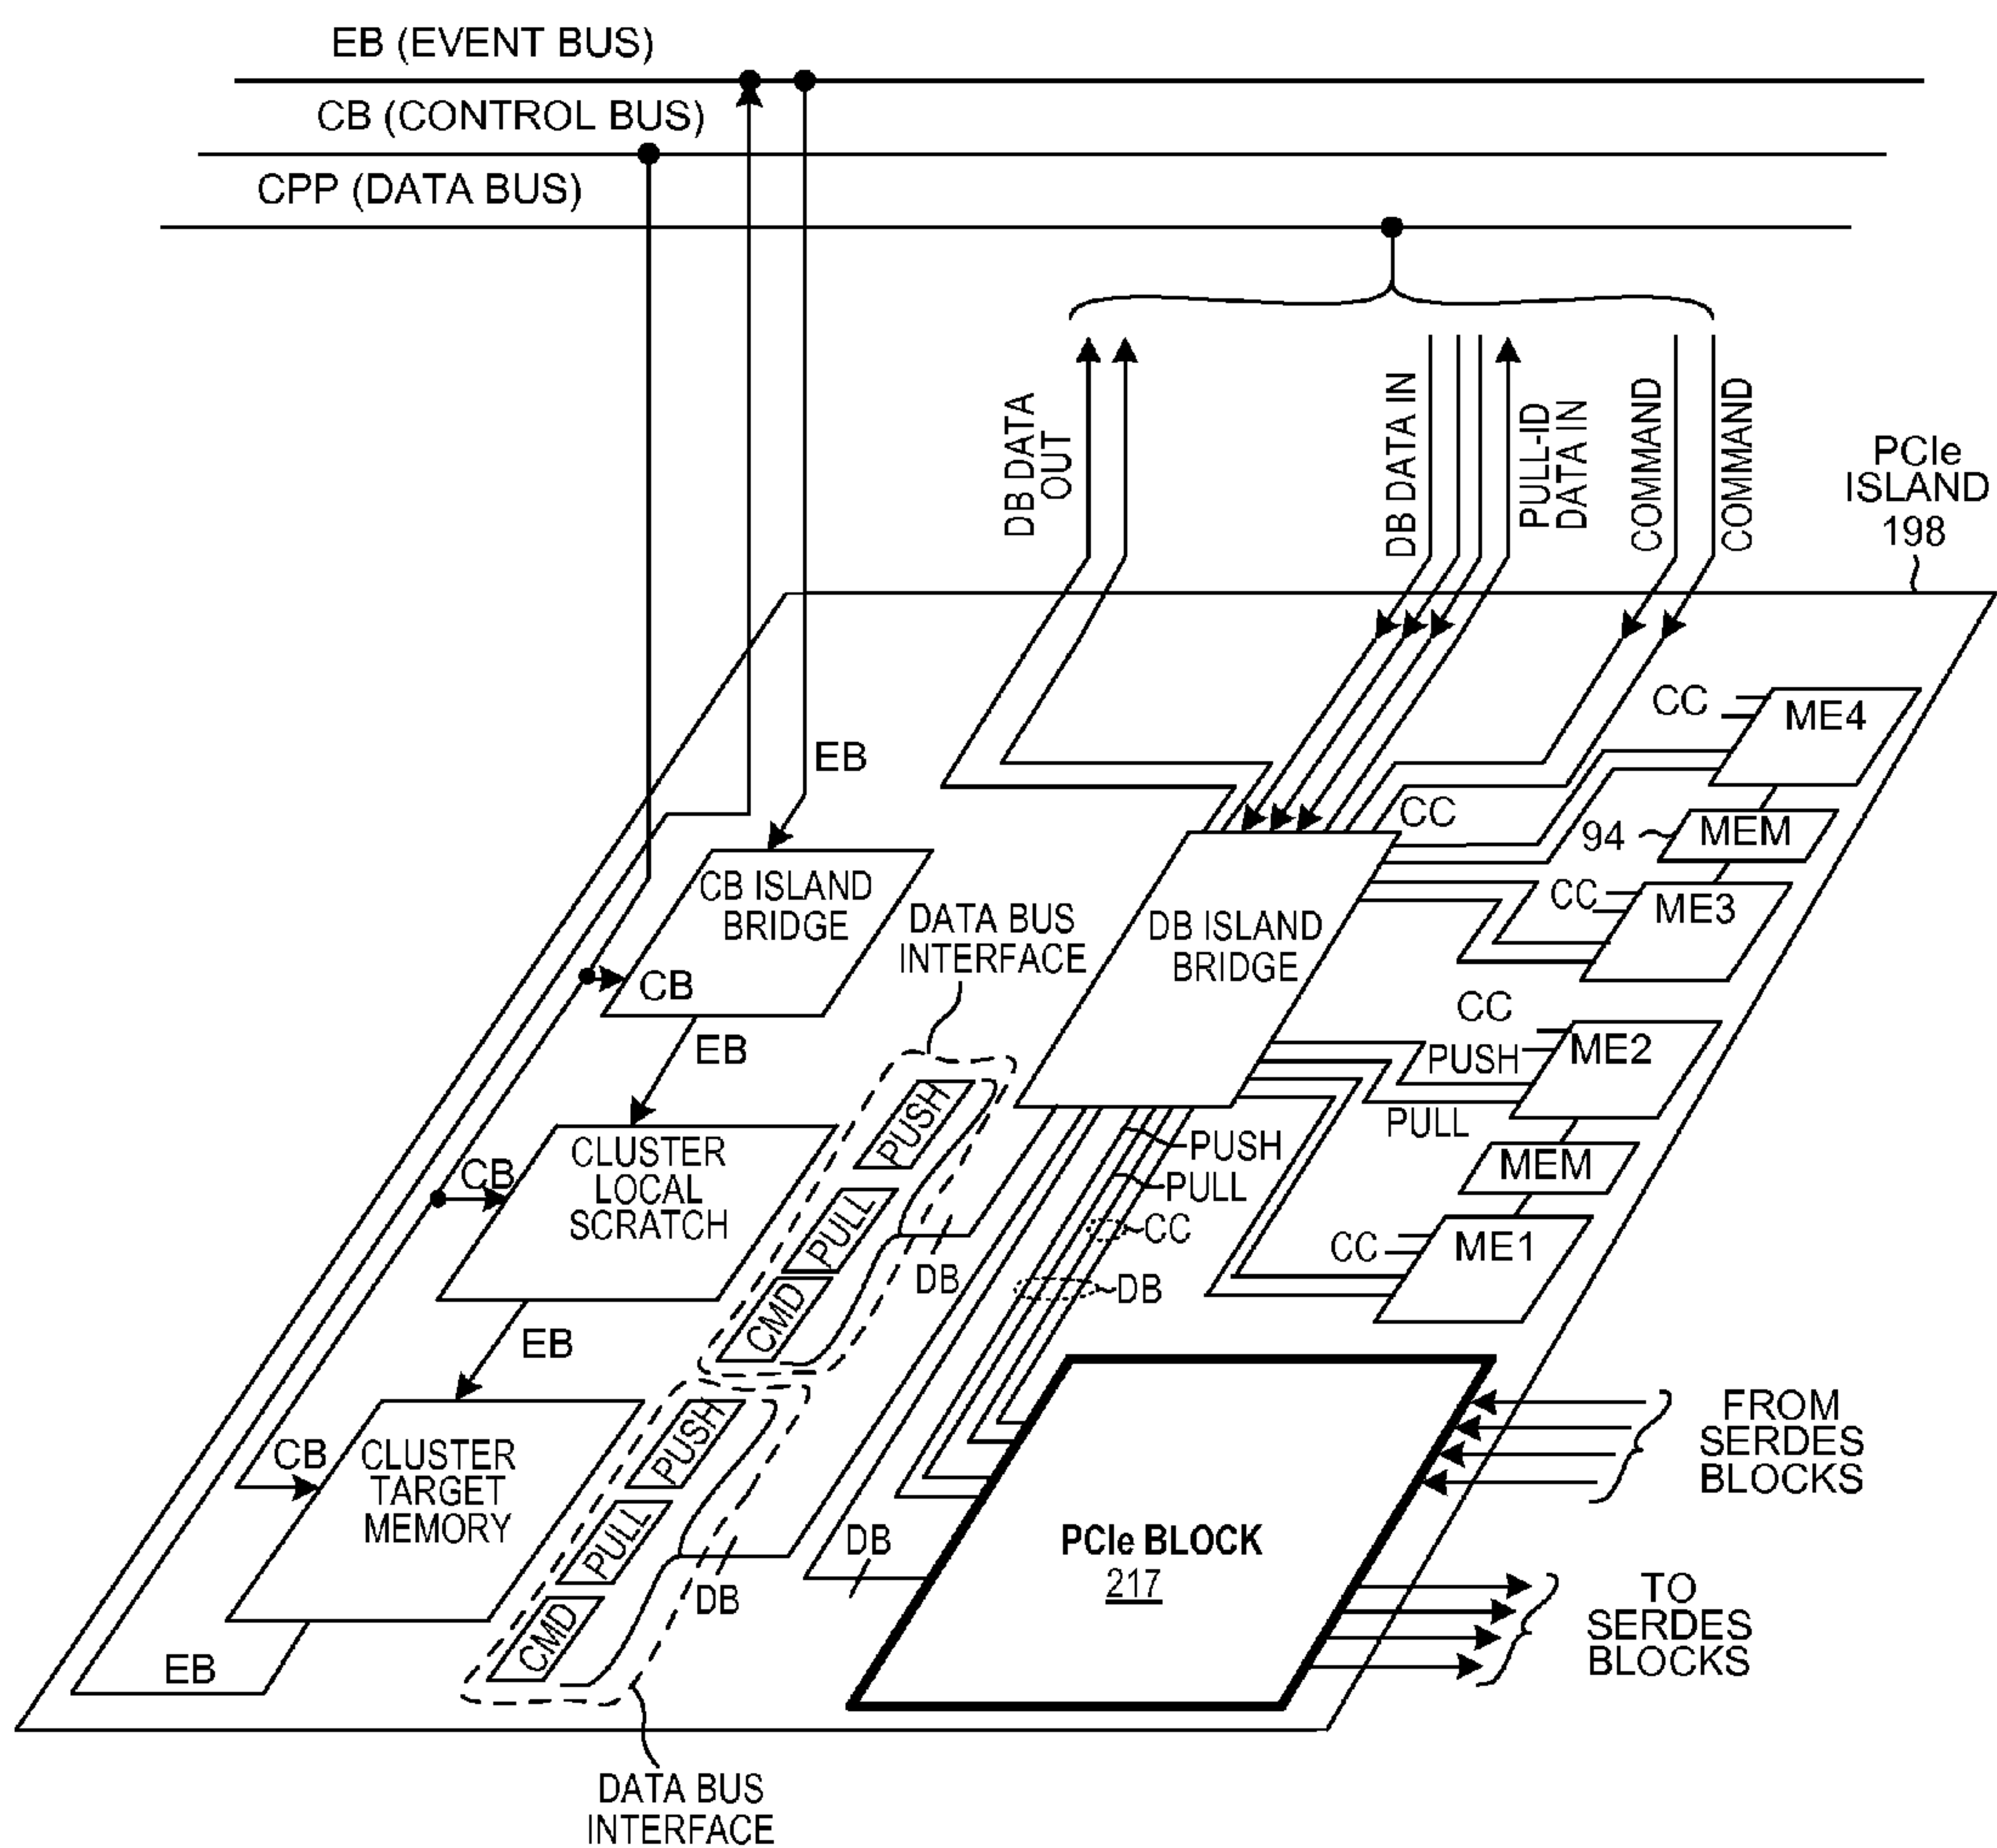 EB (EVENT BUS)
CB (CONTROL BUS)
CPP (DATA BUS)
DB DATA
OUT
DB DATA IN
PULL-ID
DATA IN
COMMAND
COMMAND
PCIe
ISLAND
198
EB
CC
ME4
CC
94
MEM
CB ISLAND
BRIDGE
CB
DATA BUS
INTERFACE
DB ISLAND
BRIDGE
CC
ME3
EB
CC
PUSH
ME2
PULL
MEM
PUSH
PULL
CC
DB
CC
ME1
CLUSTER
LOCAL
SCRATCH
CB
PUSH
PULL
CMD
DB
EB
CLUSTER
TARGET
MEMORY
CB
PUSH
PULL
CMD
DB
DB
EB
PCIe BLOCK
217
FROM
SERDES
BLOCKS
TO
SERDES
BLOCKS
DATA BUS
INTERFACE